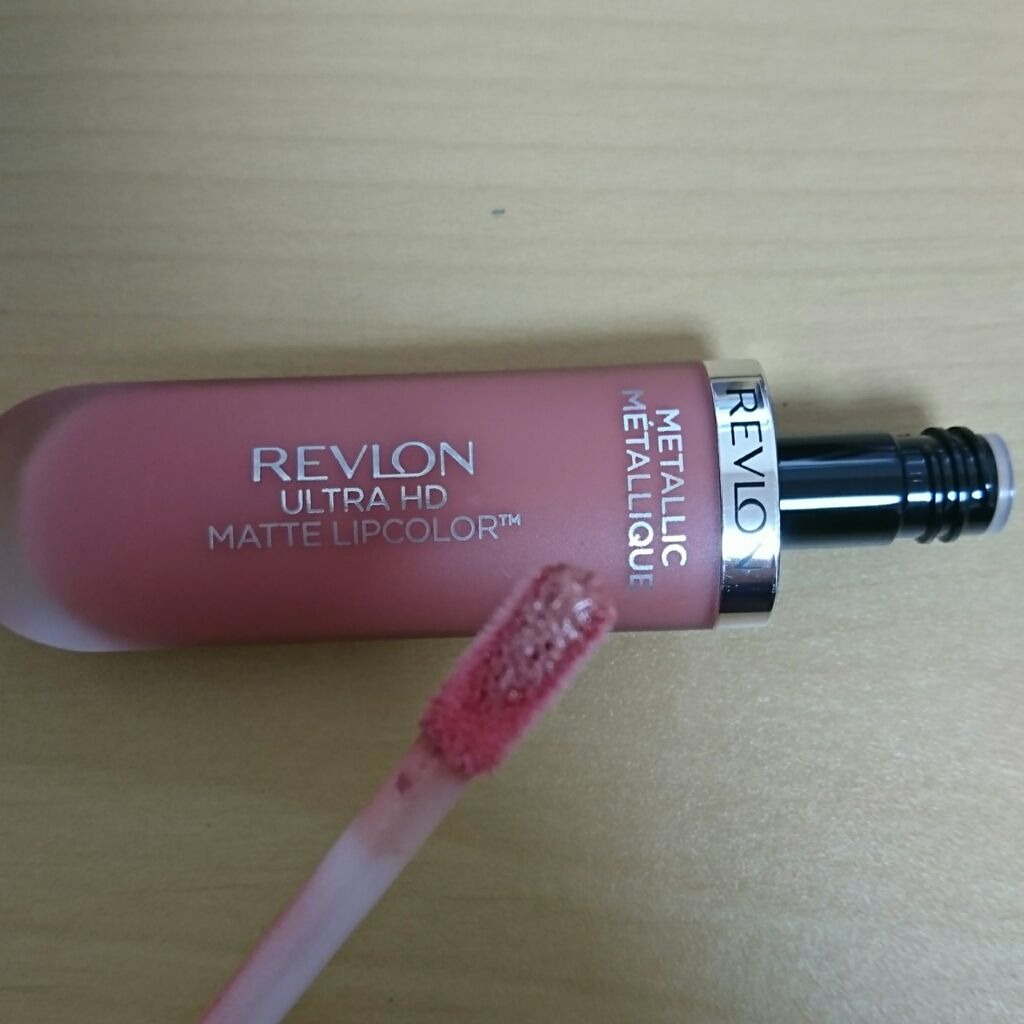 REVLON
ULTRA HD
MATTE LIPCOLOR™
METALLIC
MÉTALLIQUE
REVLON